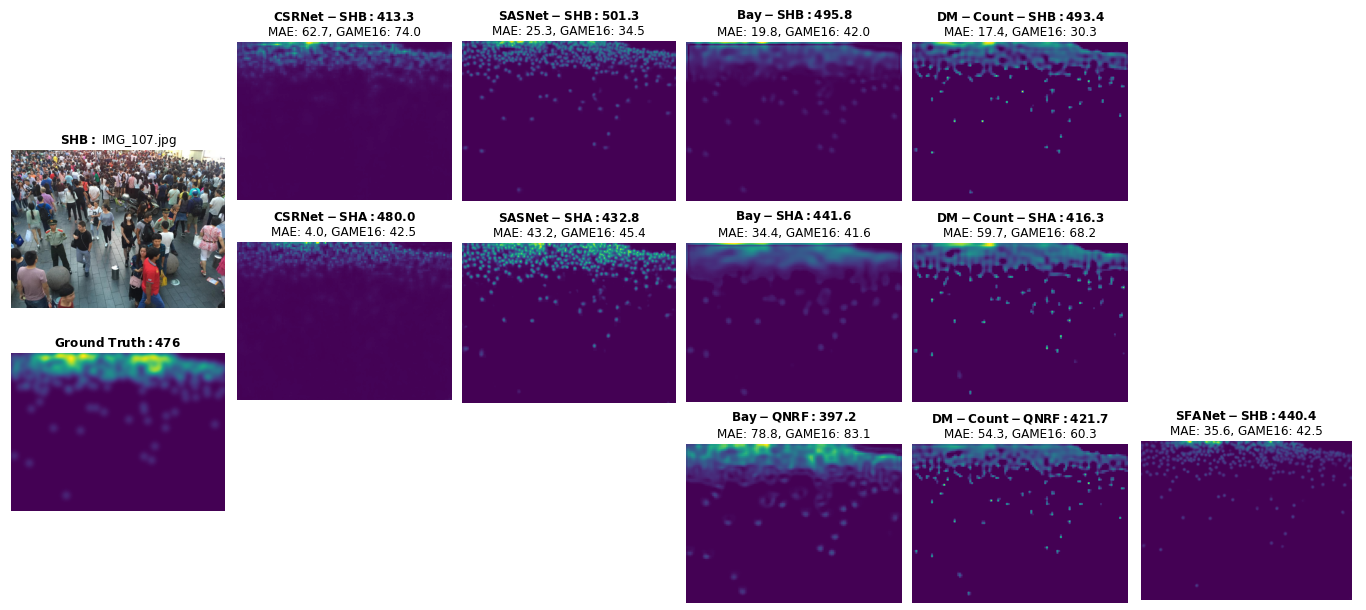 CSRNet − SHB : 413.3
MAE: 62.7, GAME16: 74.0
SASNet − SHB : 501.3
MAE: 25.3, GAME16: 34.5
Bay − SHB : 495.8
MAE: 19.8, GAME16: 42.0
DM − Count − SHB : 493.4
MAE: 17.4, GAME16: 30.3
SHB : IMG_107.jpg
CSRNet − SHA : 480.0
MAE: 4.0, GAME16: 42.5
SASNet − SHA : 432.8
MAE: 43.2, GAME16: 45.4
Bay − SHA : 441.6
MAE: 34.4, GAME16: 41.6
DM − Count − SHA : 416.3
MAE: 59.7, GAME16: 68.2
Ground Truth : 476
Bay − QNRF : 397.2
MAE: 78.8, GAME16: 83.1
DM − Count − QNRF : 421.7
MAE: 54.3, GAME16: 60.3
SFANet − SHB : 440.4
MAE: 35.6, GAME16: 42.5